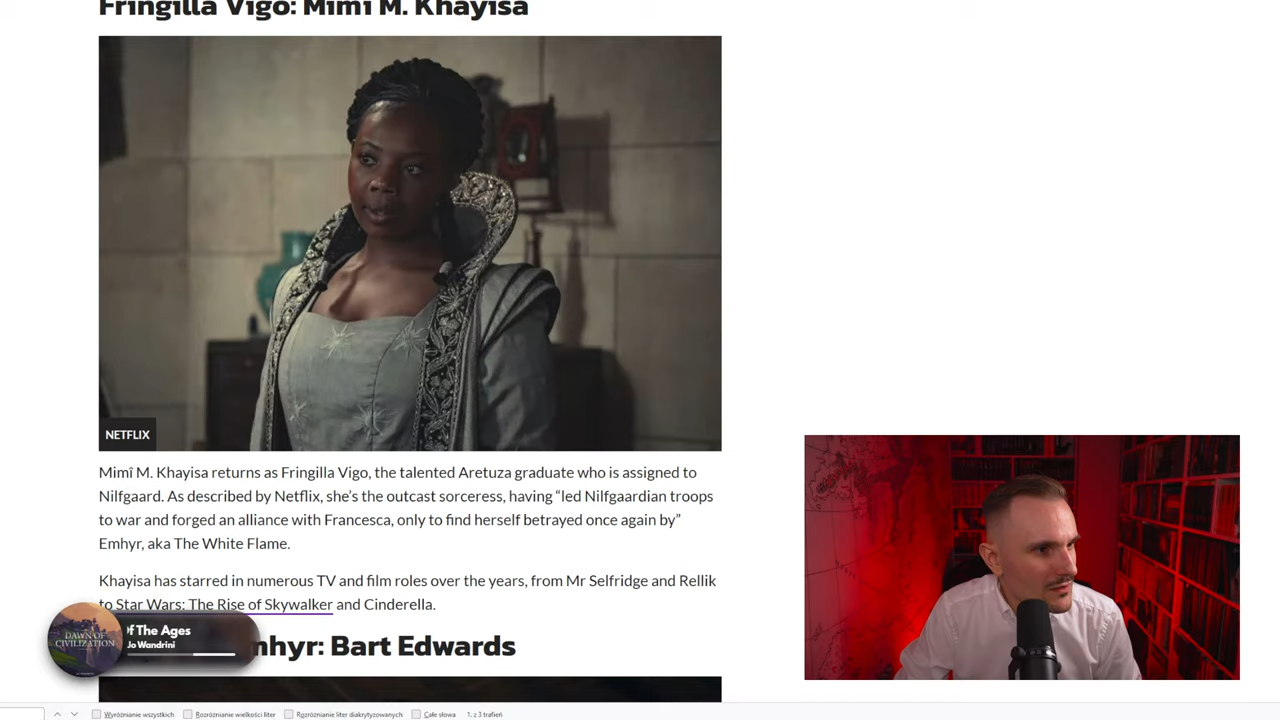 Fringilla Vigo: Mimî M. Khayisa
NETFLIX
Mimî M. Khayisa returns as Fringilla Vigo, the talented Aretuza graduate who is assigned to
Nilfgaard. As described by Netflix, she's the outcast sorceress, having “led Nilfgaardian troops
to war and forged an alliance with Francesca, only to find herself betrayed once again by”
Emhyr, aka The White Flame.
Khayisa has starred in numerous TV and film roles over the years, from Mr Selfridge and Rellik
to Star Wars: The Rise of Skywalker and Cinderella.
DAWN OF
CIVILIZATION
f The Ages
Jo Wandrini
mhyr: Bart Edwards
Wyróżnianie wszystkich Rozróżnianie wielkości liter Rozróżnianie liter diakrytyzowanych Całe słowa 1. z 3 trafień